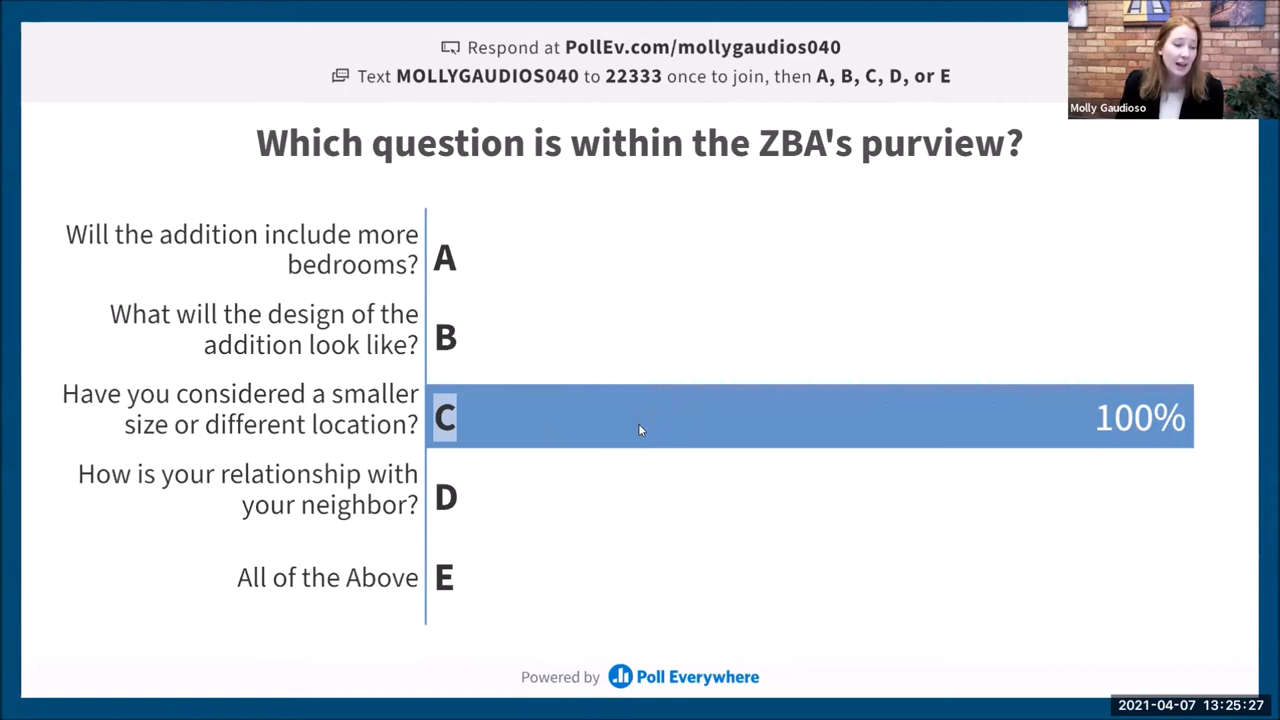 Respond at PollEv.com/mollygaudios040
Text MOLLYGAUDIOS040 to 22333 once to join, then A, B, C, D, or E
Molly Gaudioso
Which question is within the ZBA's purview?
Will the addition include more
bedrooms?
A
What will the design of the
addition look like?
B
Have you considered a smaller
size or different location?
C
100%
How is your relationship with
your neighbor?
D
All of the Above
E
Powered by Poll Everywhere
2021-04-07 13:25:27